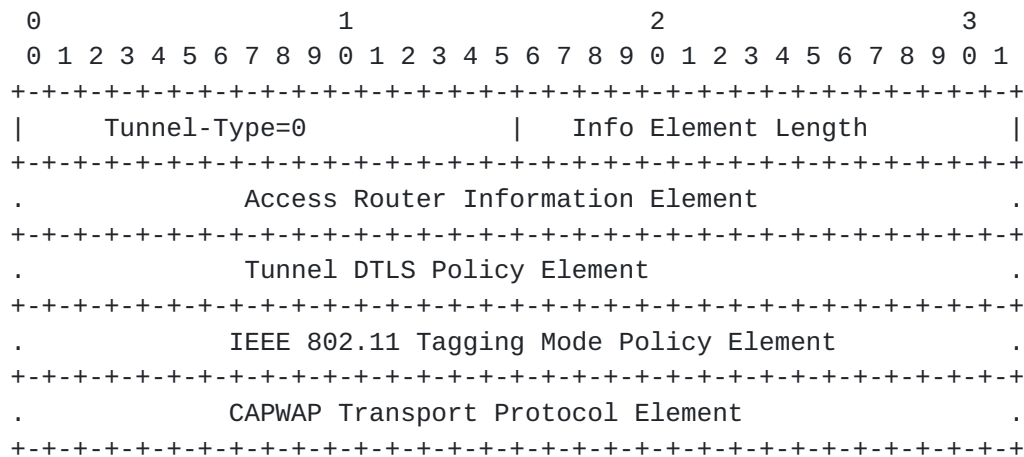 0                   1                   2                   3
 0 1 2 3 4 5 6 7 8 9 0 1 2 3 4 5 6 7 8 9 0 1 2 3 4 5 6 7 8 9 0 1
+-+-+-+-+-+-+-+-+-+-+-+-+-+-+-+-+-+-+-+-+-+-+-+-+-+-+-+-+-+-+-+-+
|     Tunnel-Type=0             |   Info Element Length         |
+-+-+-+-+-+-+-+-+-+-+-+-+-+-+-+-+-+-+-+-+-+-+-+-+-+-+-+-+-+-+-+-+
.              Access Router Information Element                .
+-+-+-+-+-+-+-+-+-+-+-+-+-+-+-+-+-+-+-+-+-+-+-+-+-+-+-+-+-+-+-+-+
.              Tunnel DTLS Policy Element                       .
+-+-+-+-+-+-+-+-+-+-+-+-+-+-+-+-+-+-+-+-+-+-+-+-+-+-+-+-+-+-+-+-+
.             IEEE 802.11 Tagging Mode Policy Element           .
+-+-+-+-+-+-+-+-+-+-+-+-+-+-+-+-+-+-+-+-+-+-+-+-+-+-+-+-+-+-+-+-+
.             CAPWAP Transport Protocol Element                 .
+-+-+-+-+-+-+-+-+-+-+-+-+-+-+-+-+-+-+-+-+-+-+-+-+-+-+-+-+-+-+-+-+